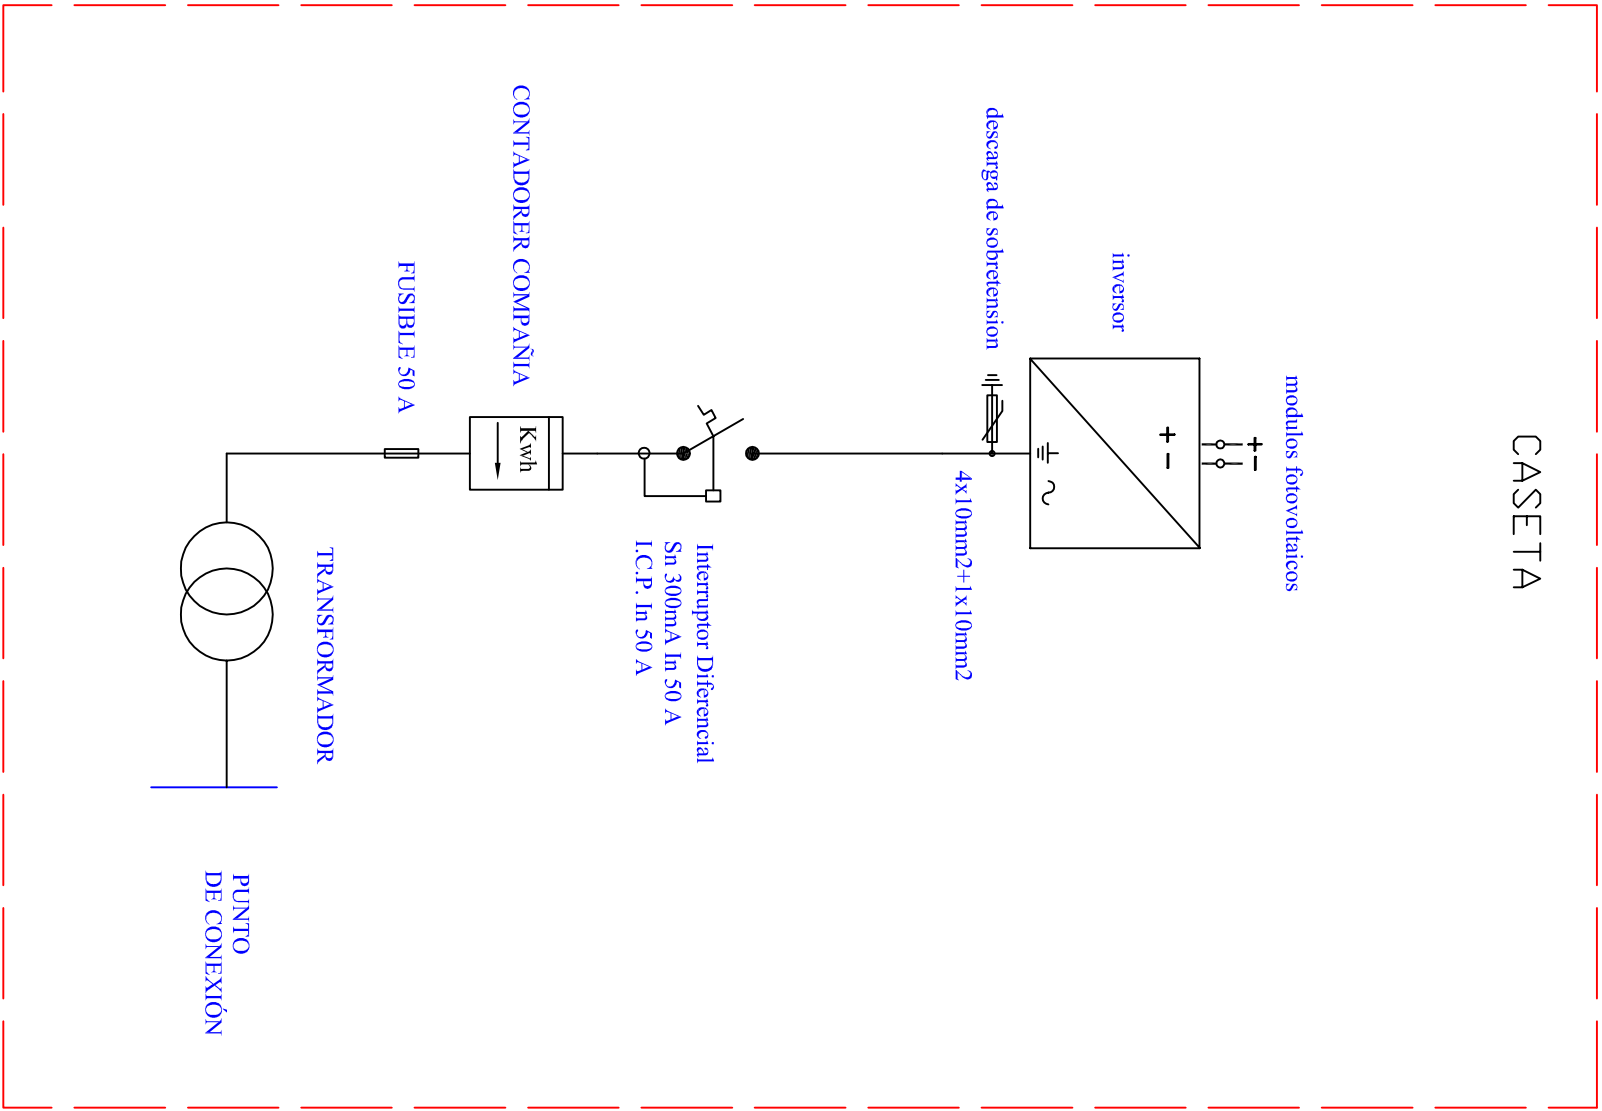 CASETA
modulos fotovoltaicos
+ -
inversor
+ -
~
descarga de sobretension
4x10mm2+1x10mm2
Interruptor Diferencial
Sn 300mA In 50 A
I.C.P. In 50 A
CONTADORER COMPAÑIA
Kwh
FUSIBLE 50 A
TRANSFORMADOR
PUNTO
DE CONEXIÓN